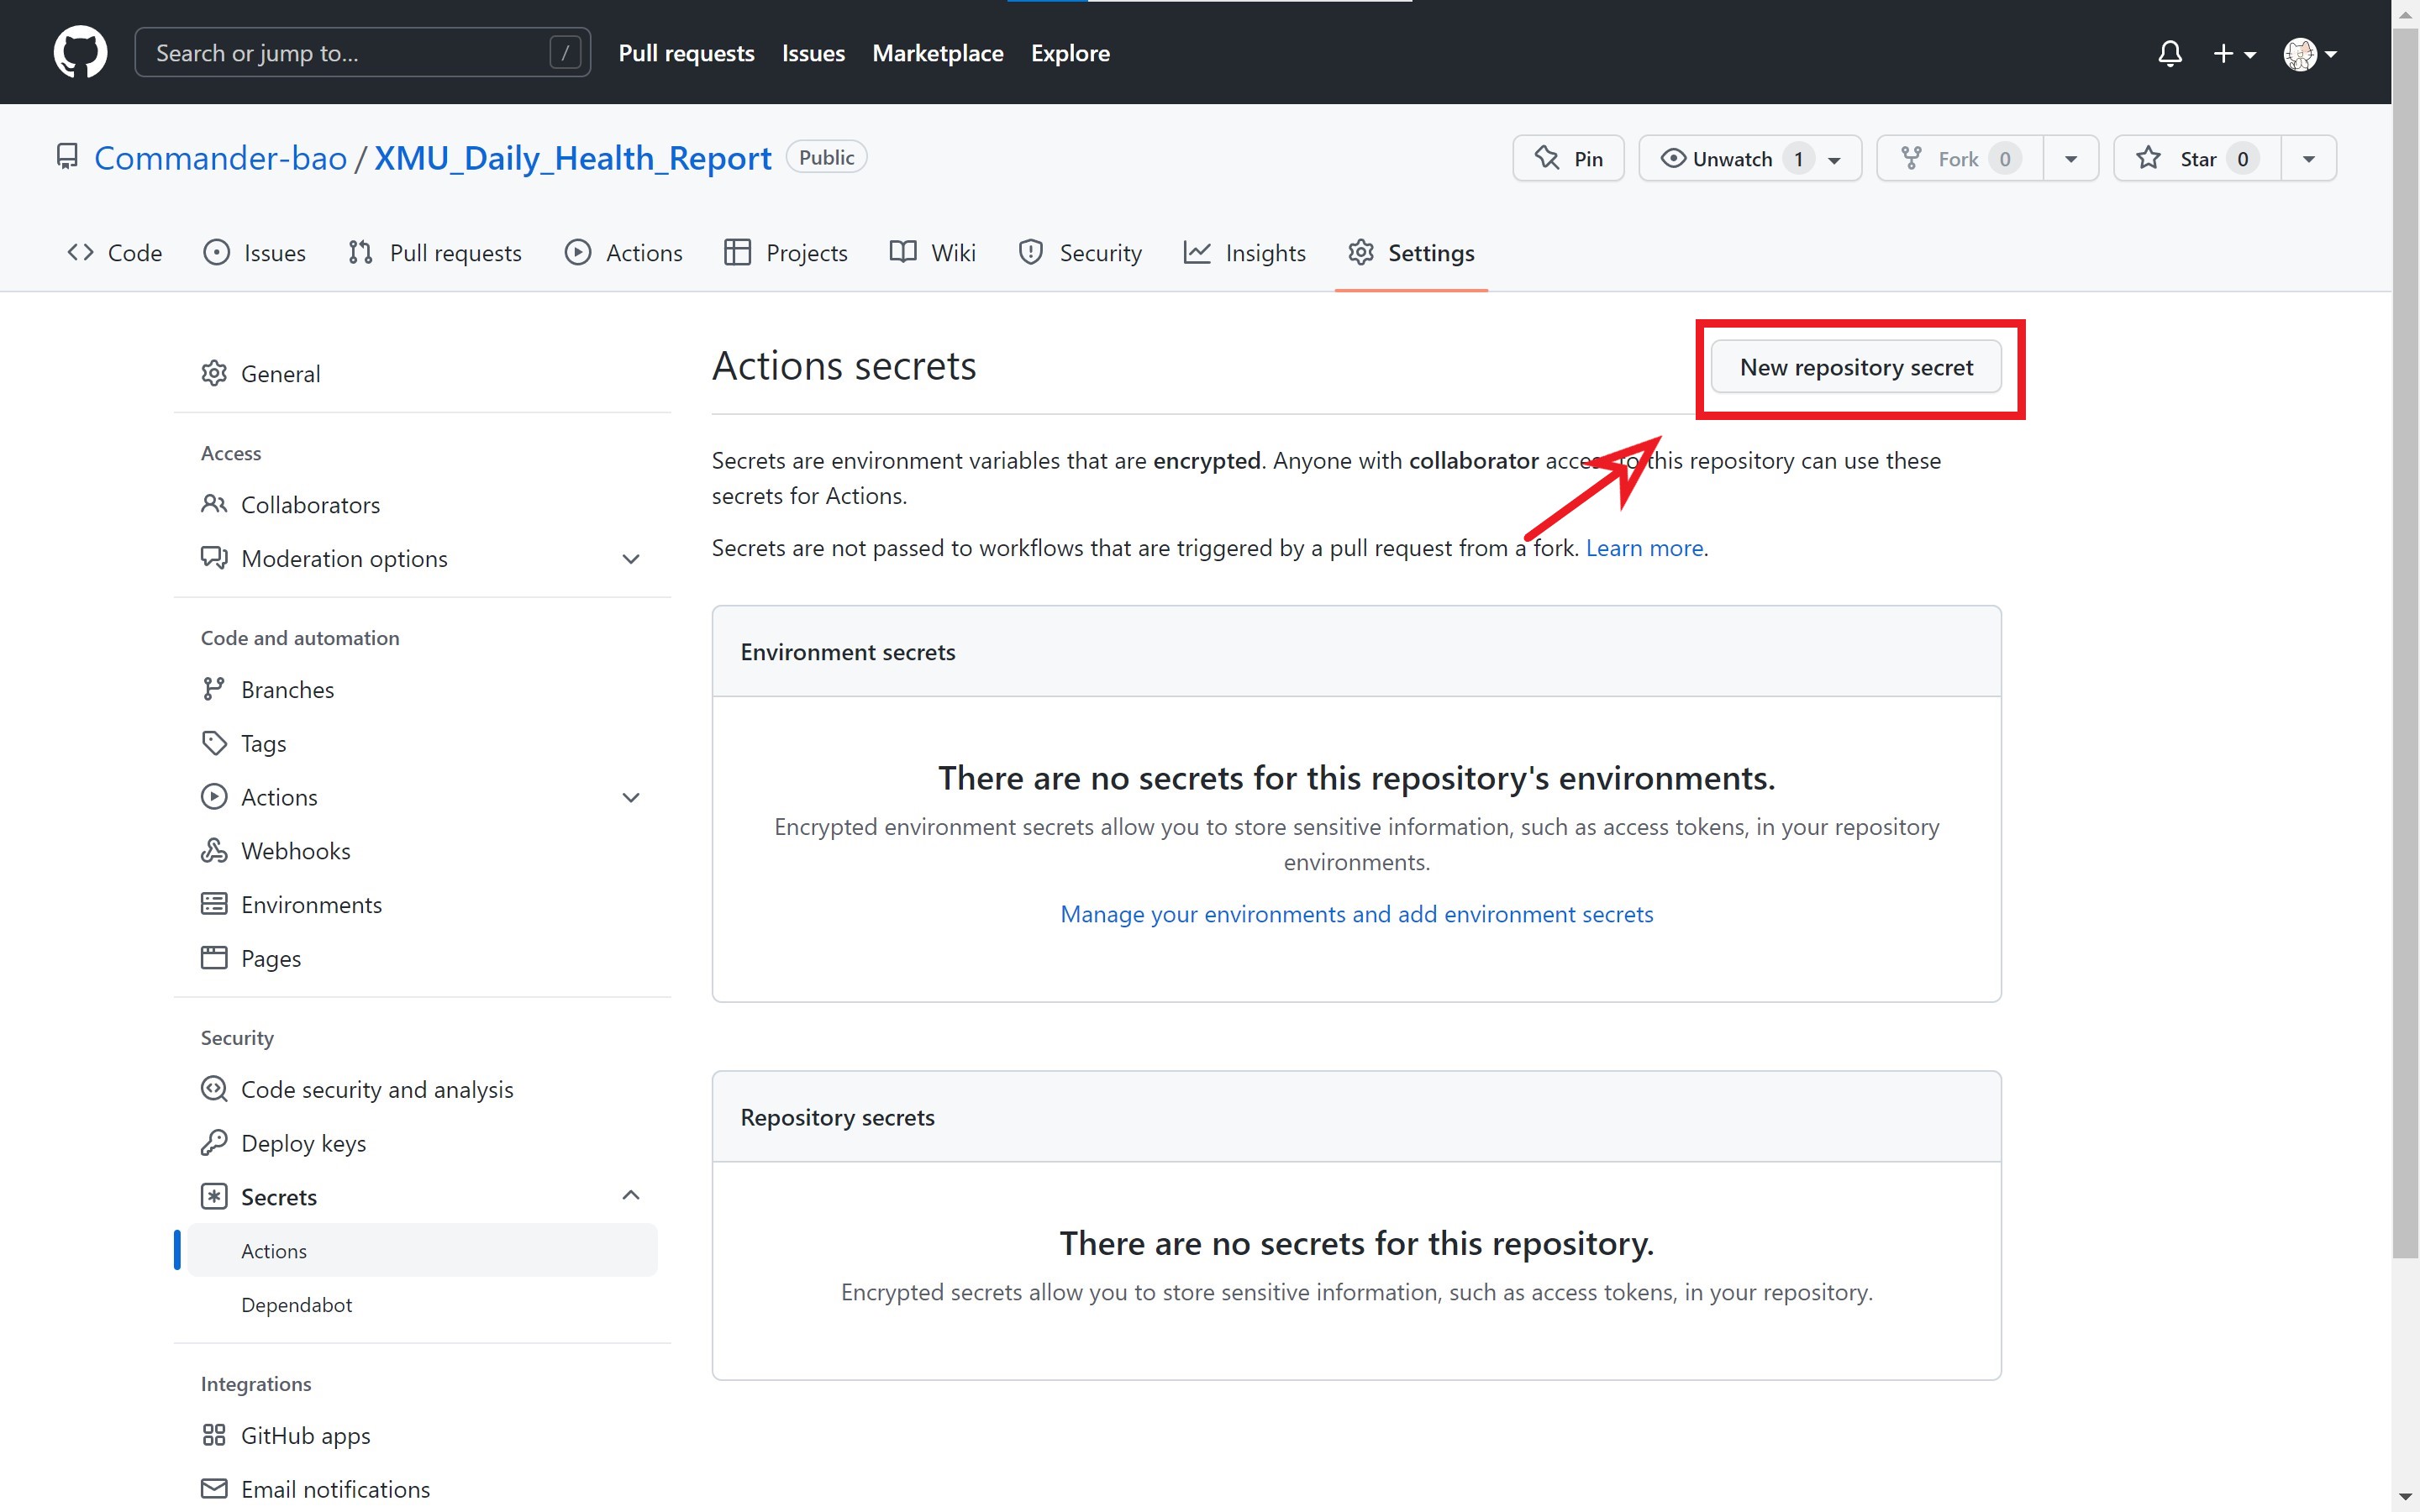 Search or jump to... /
Pull requests Issues Marketplace Explore
Commander-bao / XMU_Daily_Health_Report Public
Pin Unwatch 1 Fork 0 Star 0
Code Issues Pull requests Actions Projects Wiki Security Insights Settings
General
Access
Collaborators
Moderation options
Code and automation
Branches
Tags
Actions
Webhooks
Environments
Pages
Security
Code security and analysis
Deploy keys
Secrets
Actions
Dependabot
Integrations
GitHub apps
Email notifications
Actions secrets
New repository secret
Secrets are environment variables that are encrypted. Anyone with collaborator access to this repository can use these
secrets for Actions.
Secrets are not passed to workflows that are triggered by a pull request from a fork. Learn more.
Environment secrets
There are no secrets for this repository's environments.
Encrypted environment secrets allow you to store sensitive information, such as access tokens, in your repository
environments.
Manage your environments and add environment secrets
Repository secrets
There are no secrets for this repository.
Encrypted secrets allow you to store sensitive information, such as access tokens, in your repository.